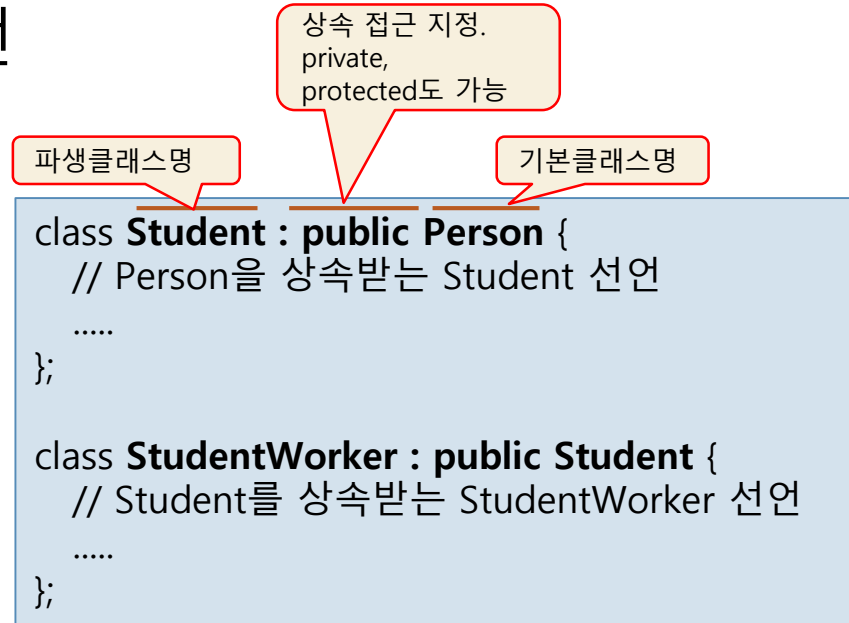 상속 접근 지정.
private,
protected도 가능
파생클래스명
기본클래스명
class Student : public Person {
// Person을 상속받는 Student 선언
.....
};
class StudentWorker : public Student {
// Student를 상속받는 StudentWorker 선언
.....
};